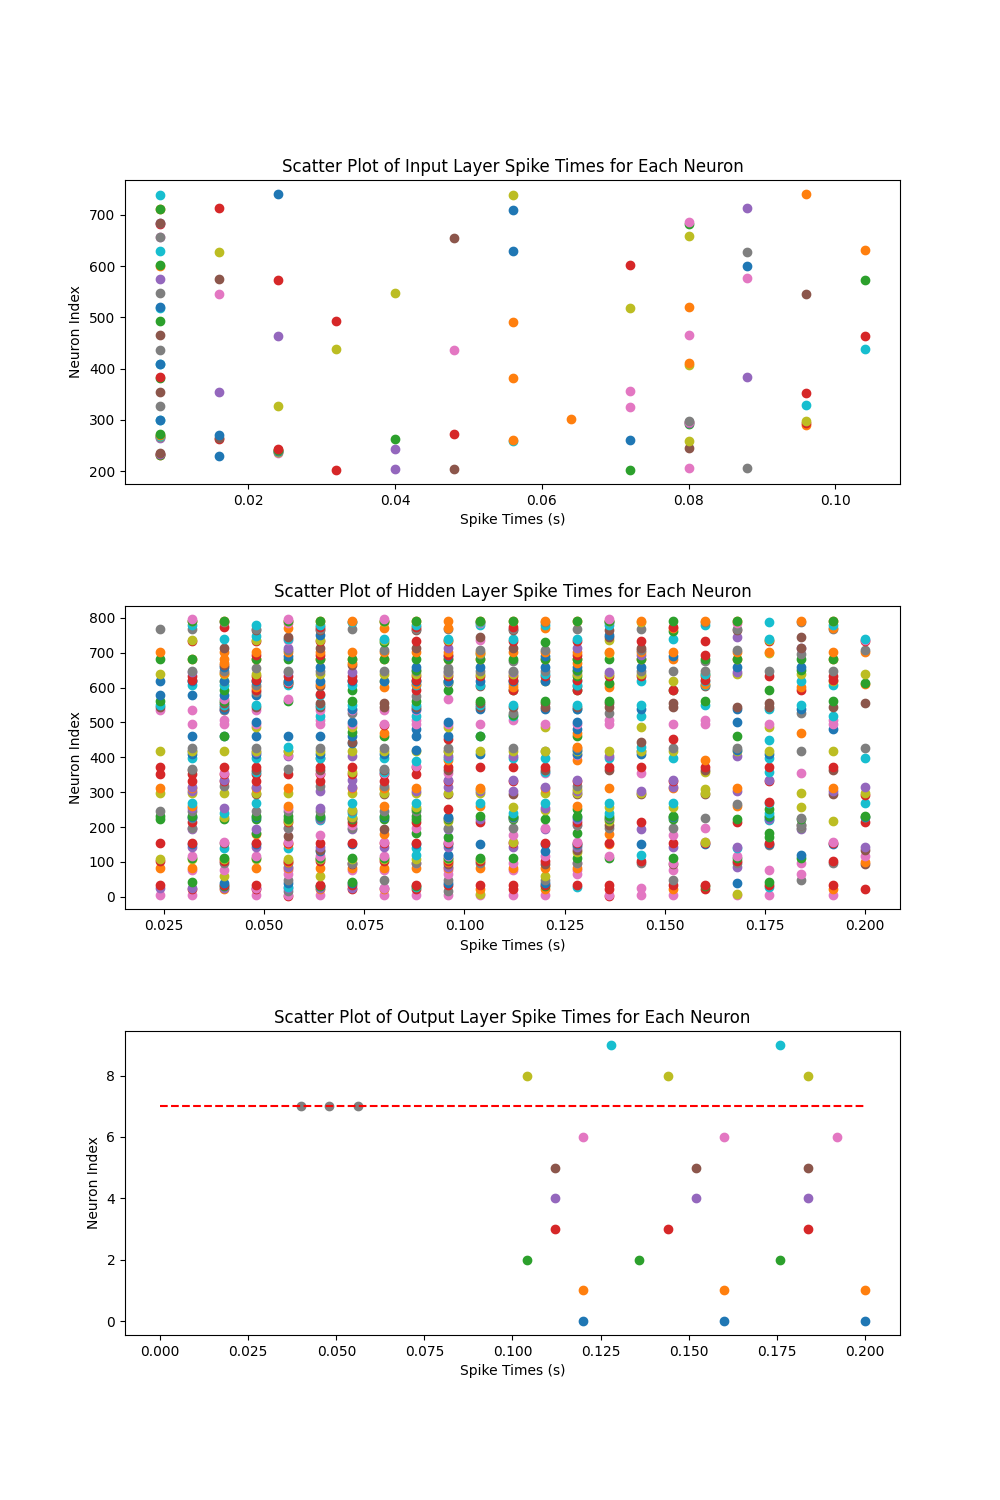 Scatter Plot of Input Layer Spike Times for Each Neuron
700
600
500
400
300
200
Neuron Index
0.02 0.04 0.06 0.08 0.10
Spike Times (s)
Scatter Plot of Hidden Layer Spike Times for Each Neuron
800
700
600
500
400
300
200
100
0
Neuron Index
0.025 0.050 0.075 0.100 0.125 0.150 0.175 0.200
Spike Times (s)
Scatter Plot of Output Layer Spike Times for Each Neuron
8
6
4
2
0
Neuron Index
0.000 0.025 0.050 0.075 0.100 0.125 0.150 0.175 0.200
Spike Times (s)